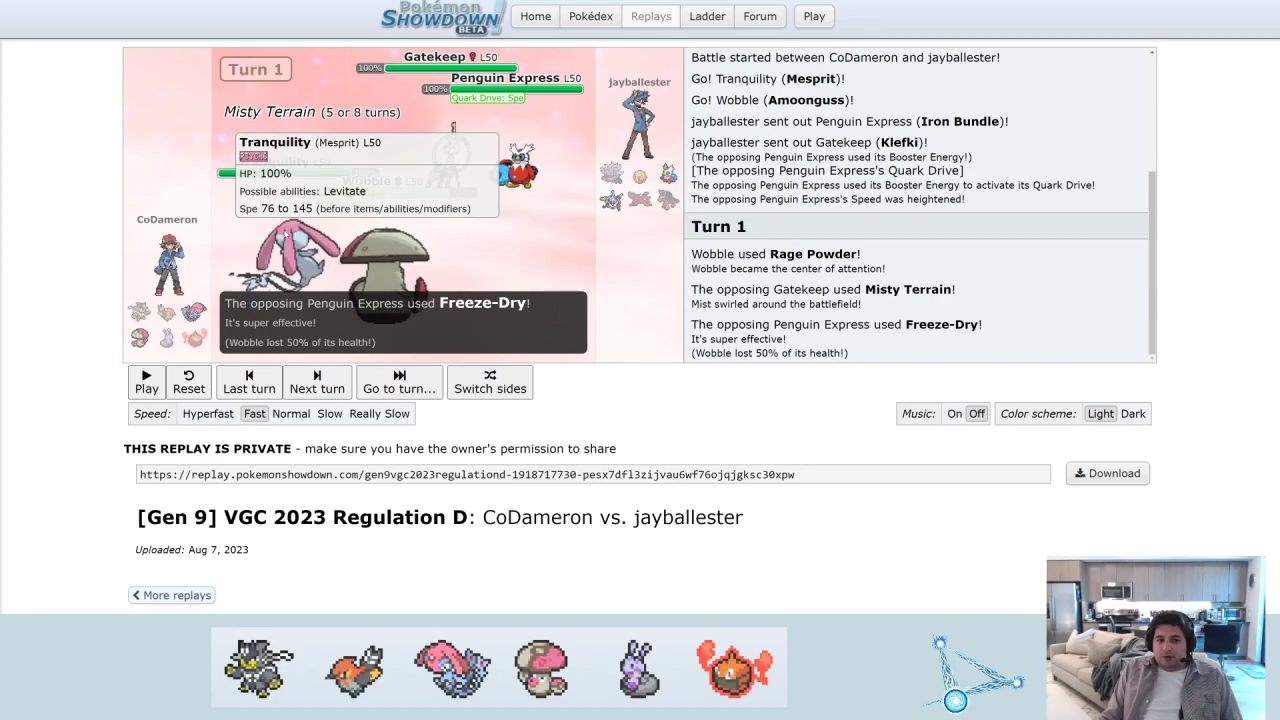 Pokémon
SHOWDOWN!
BETA
Home
Pokédex
Replays
Ladder
Forum
Play
Turn 1
Gatekeep L50
100%
Penguin Express L50
100%
Quark Drive: Spe
Misty Terrain (5 or 8 turns)
Tranquility (Mesprit) L50
PSYCHC
HP: 100%
Possible abilities: Levitate
Spe 76 to 145 (before items/abilities/modifiers)
CoDameron
jayballester
The opposing Penguin Express used Freeze-Dry!
It's super effective!
(Wobble lost 50% of its health!)
Battle started between CoDameron and jayballester!
Go! Tranquility (Mesprit)!
Go! Wobble (Amoonguss)!
jayballester sent out Penguin Express (Iron Bundle)!
jayballester sent out Gatekeep (Klefki)!
(The opposing Penguin Express used its Booster Energy!)
[The opposing Penguin Express's Quark Drive]
The opposing Penguin Express used its Booster Energy to activate its Quark Drive!
The opposing Penguin Express's Speed was heightened!
Turn 1
Wobble used Rage Powder!
Wobble became the center of attention!
The opposing Gatekeep used Misty Terrain!
Mist swirled around the battlefield!
The opposing Penguin Express used Freeze-Dry!
It's super effective!
(Wobble lost 50% of its health!)
Play
Reset
Last turn
Next turn
Go to turn...
Switch sides
Speed: Hyperfast Fast Normal Slow Really Slow
Music: On Off
Color scheme: Light Dark
THIS REPLAY IS PRIVATE - make sure you have the owner's permission to share
https://replay.pokemonshowdown.com/gen9vgc2023regulationd-1918717730-pesx7dfl3zijvau6wf76ojqjgksc30xpw
Download
[Gen 9] VGC 2023 Regulation D: CoDameron vs. jayballester
Uploaded: Aug 7, 2023
More replays